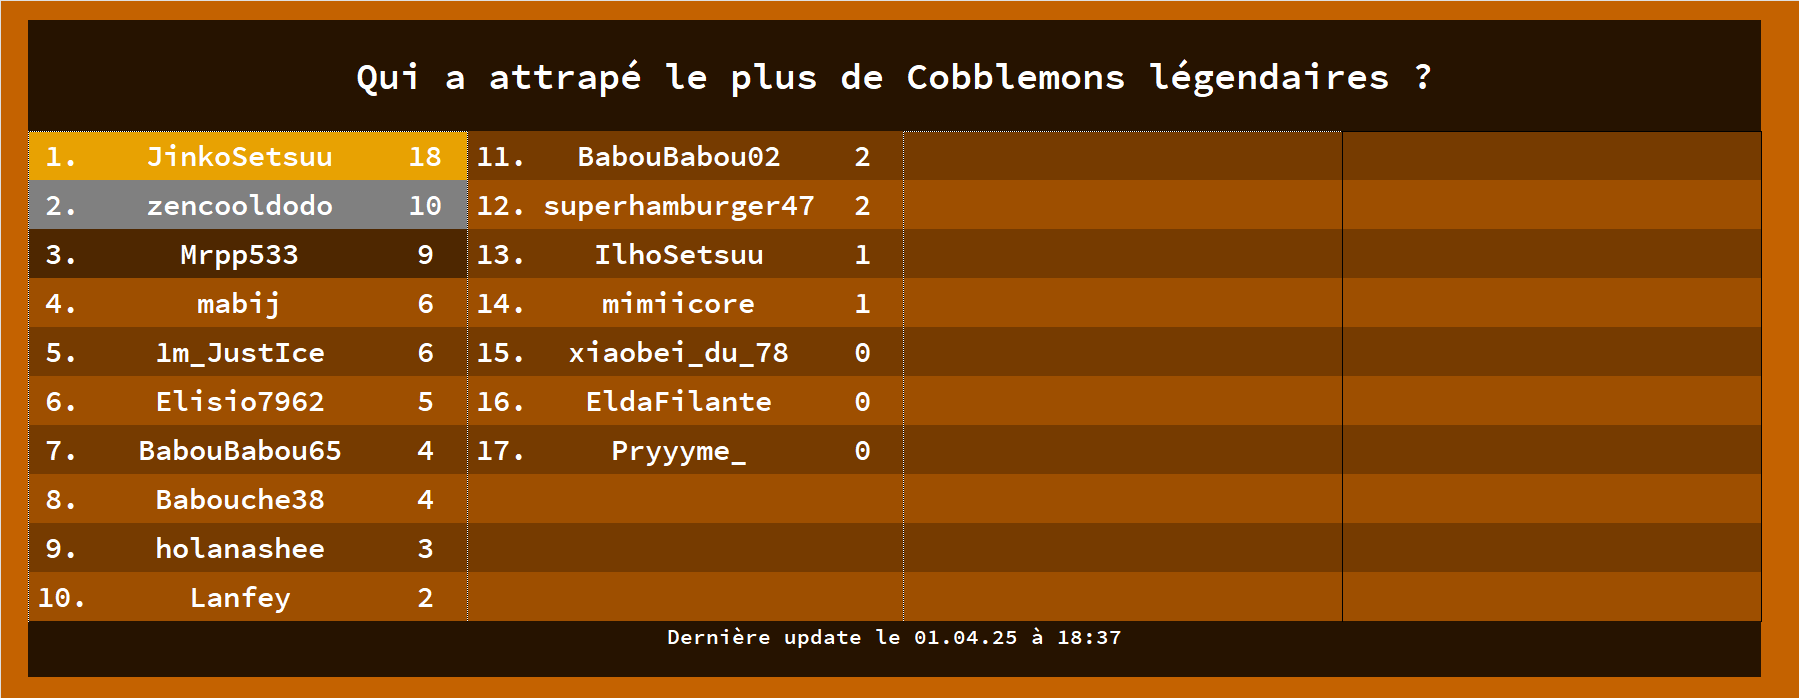 Qui a attrapé le plus de Cobblemons légendaires ?
1. JinkoSetsuu 18
2. zencooldodo 10
3. Mrpp533 9
4. mabij 6
5. 1m_JustIce 6
6. Elisio7962 5
7. BabouBabou65 4
8. Babouche38 4
9. holanashee 3
10. Lanfey 2
11. BabouBabou02 2
12. superhamburger47 2
13. IlhoSetsuu 1
14. mimiicore 1
15. xiaobei_du_78 0
16. EldaFilante 0
17. Pryyyme_ 0
Dernière update le 01.04.25 à 18:37